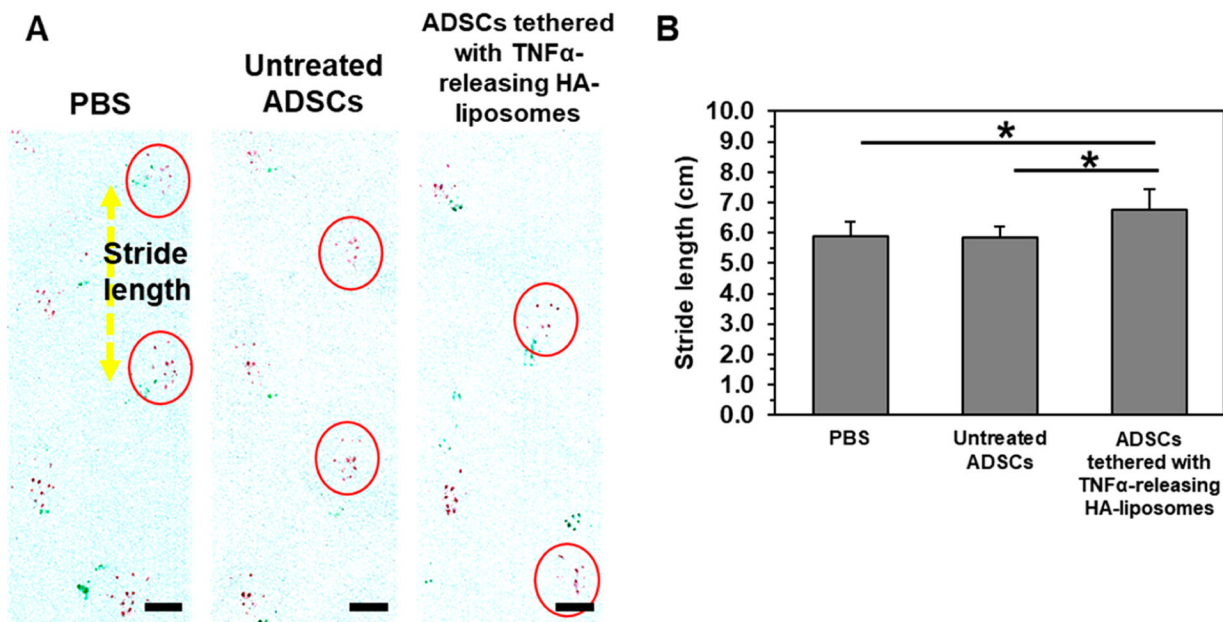 A
PBS
Untreated
ADSCs
ADSCs tethered
with TNFα-
releasing HA-
liposomes
Stride
length
B
Stride length (cm)
10.0
9.0
8.0
7.0
6.0
5.0
4.0
3.0
2.0
1.0
0.0
*
*
PBS
Untreated
ADSCs
ADSCs
tethered with
TNFα-releasing
HA-liposomes